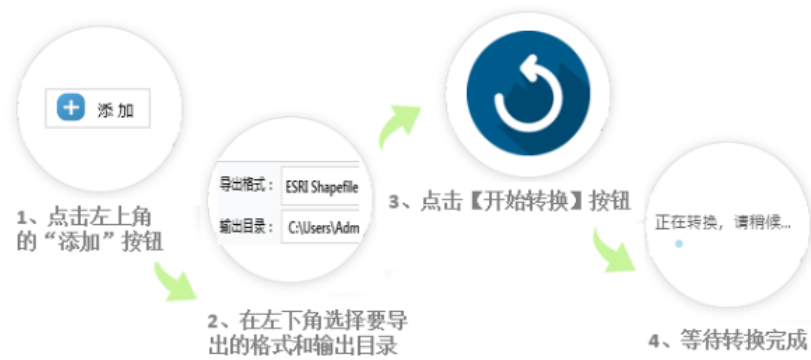 添加
1、点击左上角
的“添加”按钮
导出格式： ESRI Shapefile
输出目录： C:\Users\Adm
2、在左下角选择要导
出的格式和输出目录
3、点击【开始转换】按钮
正在转换，请稍候...
4、等待转换完成